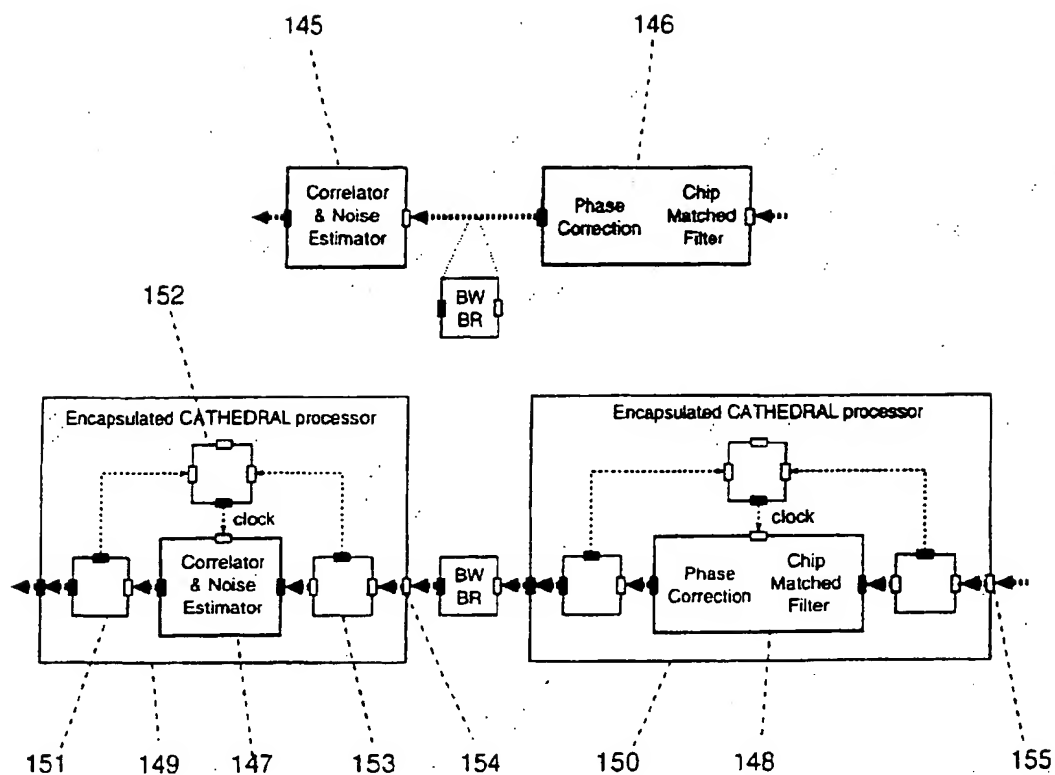 145
146
Correlator
& Noise
Estimator
Phase
Correction
Chip
Matched
Filter
BW
BR
152
Encapsulated CATHEDRAL processor
Encapsulated CATHEDRAL processor
clock
clock
Correlator
& Noise
Estimator
BW
BR
Phase
Correction
Chip
Matched
Filter
151
149
147
153
154
150
148
155